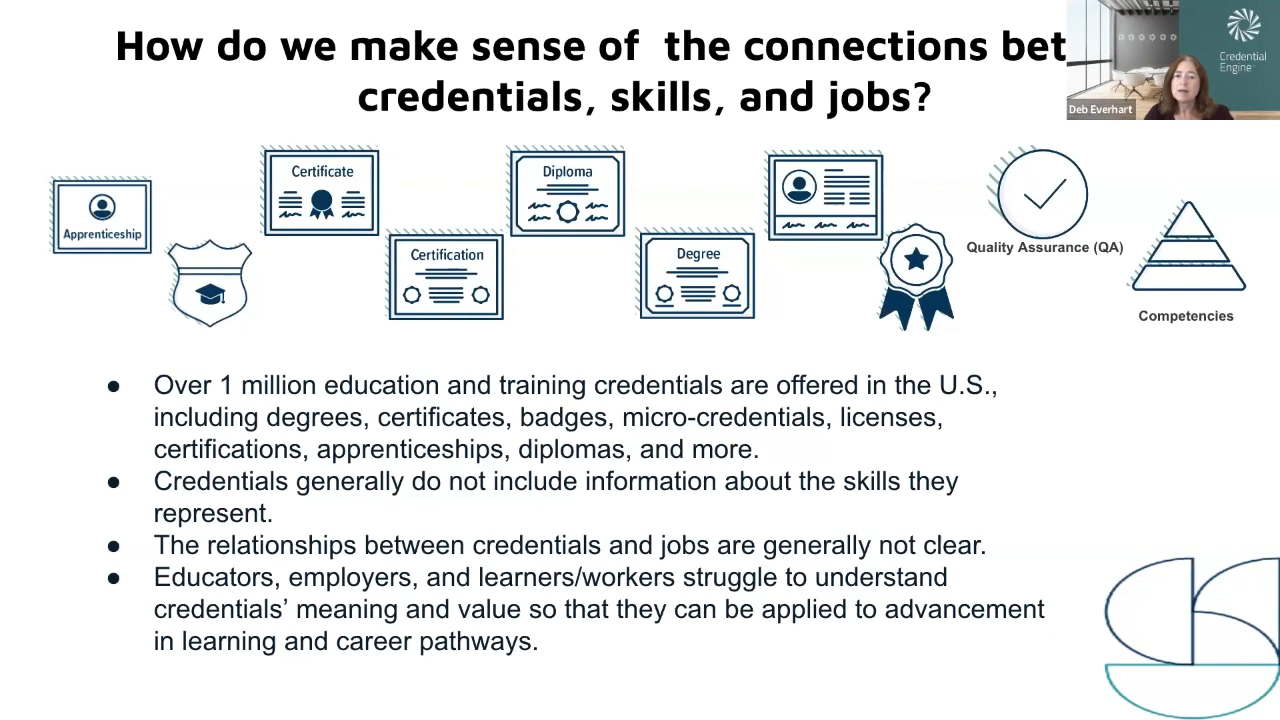 How do we make sense of the connections bet
credentials, skills, and jobs?
Credential
Engine
Deb Everhart
Apprenticeship
Certificate
Certification
Diploma
Degree
Quality Assurance (QA)
Competencies
● Over 1 million education and training credentials are offered in the U.S.,
including degrees, certificates, badges, micro-credentials, licenses,
certifications, apprenticeships, diplomas, and more.
● Credentials generally do not include information about the skills they
represent.
● The relationships between credentials and jobs are generally not clear.
● Educators, employers, and learners/workers struggle to understand
credentials’ meaning and value so that they can be applied to advancement
in learning and career pathways.